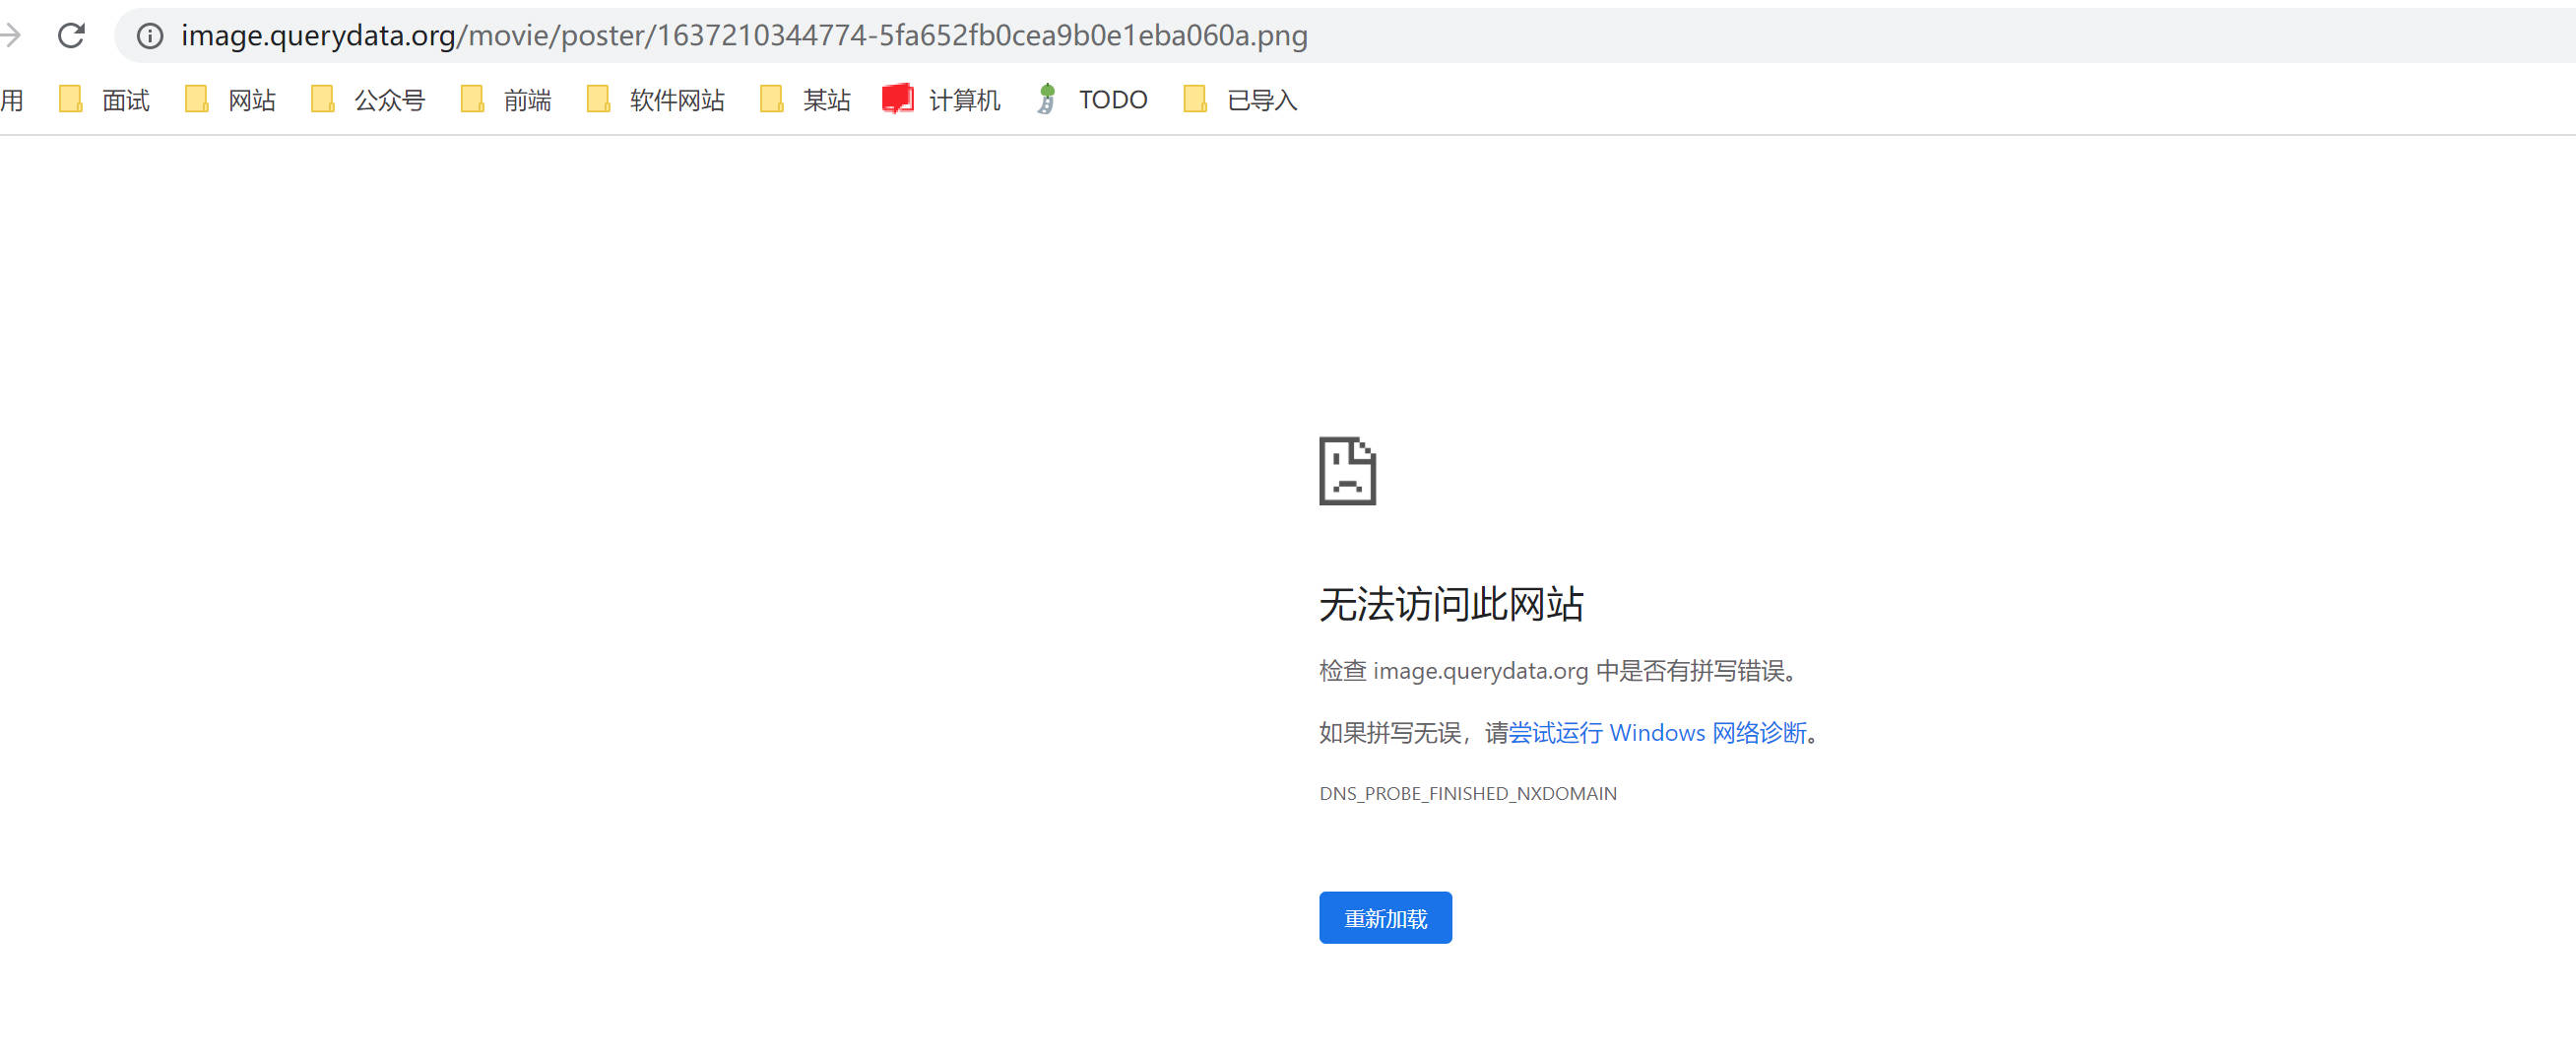 image.querydata.org/movie/poster/1637210344774-5fa652fb0cea9b0e1eba060a.png
用 面试 网站 公众号 前端 软件网站 某站 计算机 TODO 已导入
无法访问此网站
检查 image.querydata.org 中是否有拼写错误。
如果拼写无误，请尝试运行 Windows 网络诊断。
DNS_PROBE_FINISHED_NXDOMAIN
重新加载